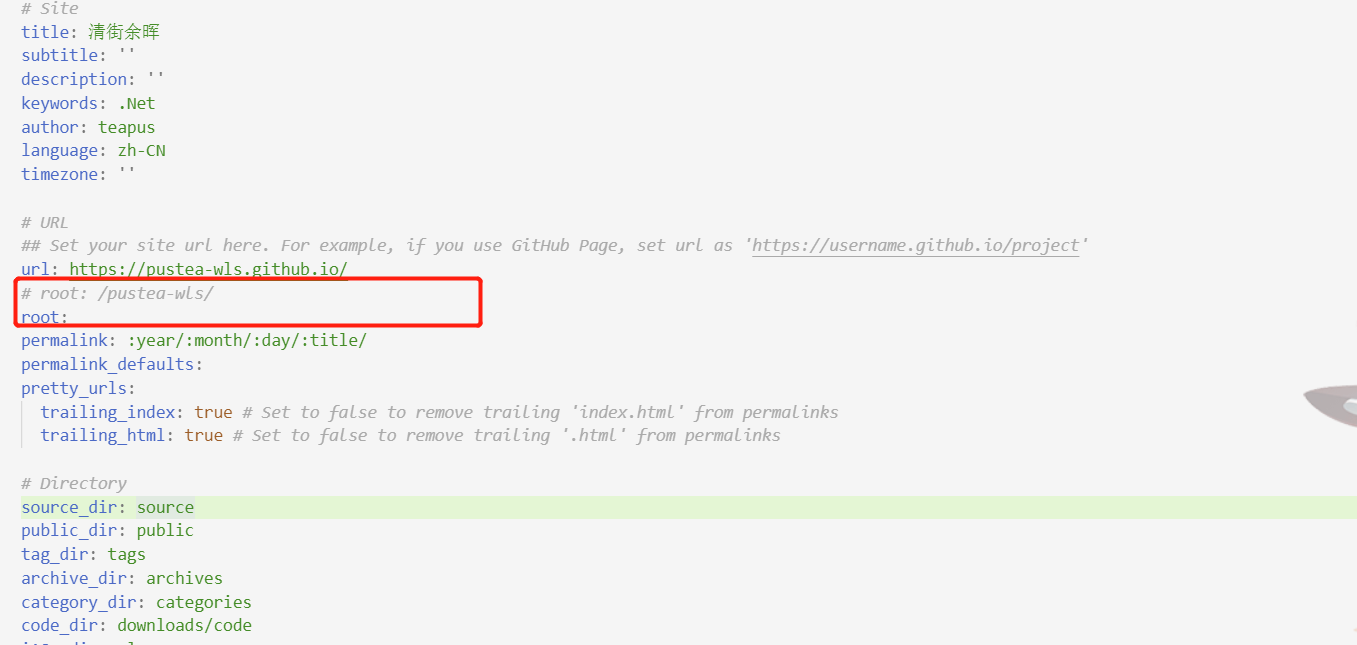 # Site
title: 清街余晖
subtitle: ''
description: ''
keywords: .Net
author: teapus
language: zh-CN
timezone: ''
# URL
## Set your site url here. For example, if you use GitHub Page, set url as 'https://username.github.io/project'
url: https://pustea-wls.github.io/
# root: /pustea-wls/
root:
permalink: :year/:month/:day/:title/
permalink_defaults:
pretty_urls:
trailing_index: true # Set to false to remove trailing 'index.html' from permalinks
trailing_html: true # Set to false to remove trailing '.html' from permalinks
# Directory
source_dir: source
public_dir: public
tag_dir: tags
archive_dir: archives
category_dir: categories
code_dir: downloads/code